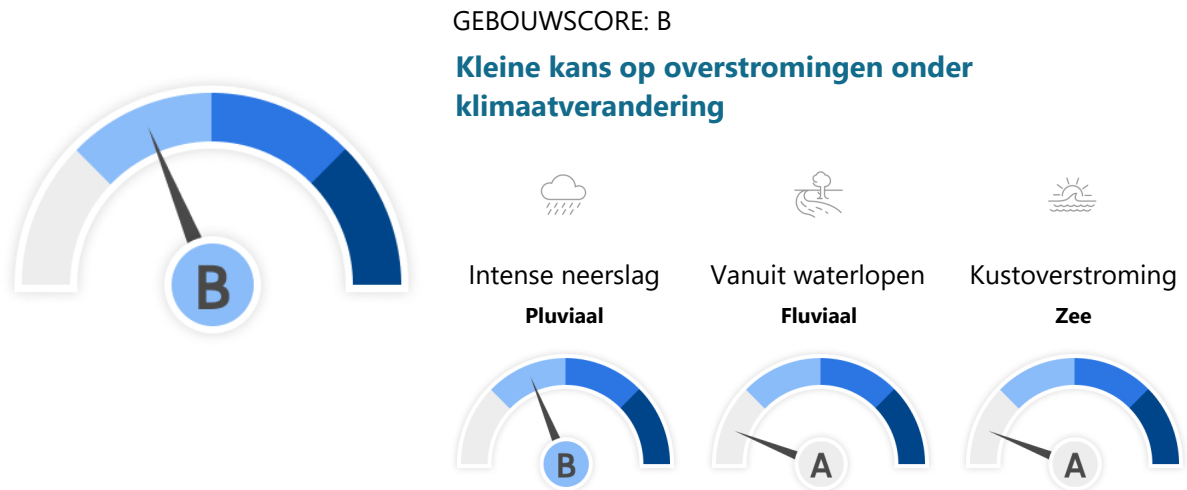 GEBOUWSCORE: B
Kleine kans op overstromingen onder
klimaatverandering
B
Intense neerslag
Pluviaal
B
Vanuit waterlopen
Fluviaal
A
Kustoverstroming
Zee
A